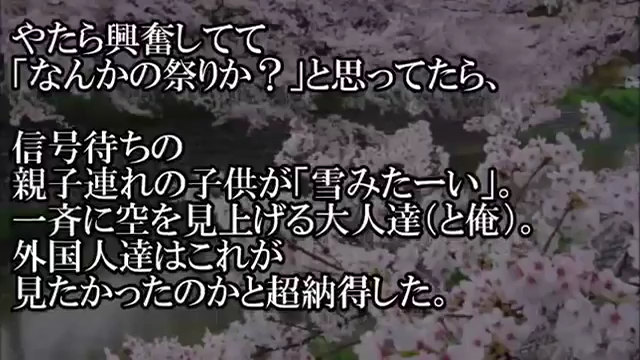 やたら興奮してて
「なんかの祭りか？」と思ってたら、
信号待ちの
親子連れの子供が「雪みたーい」。
一斉に空を見上げる大人達（と俺）。
外国人達はこれが
見たかったのかと超納得した。